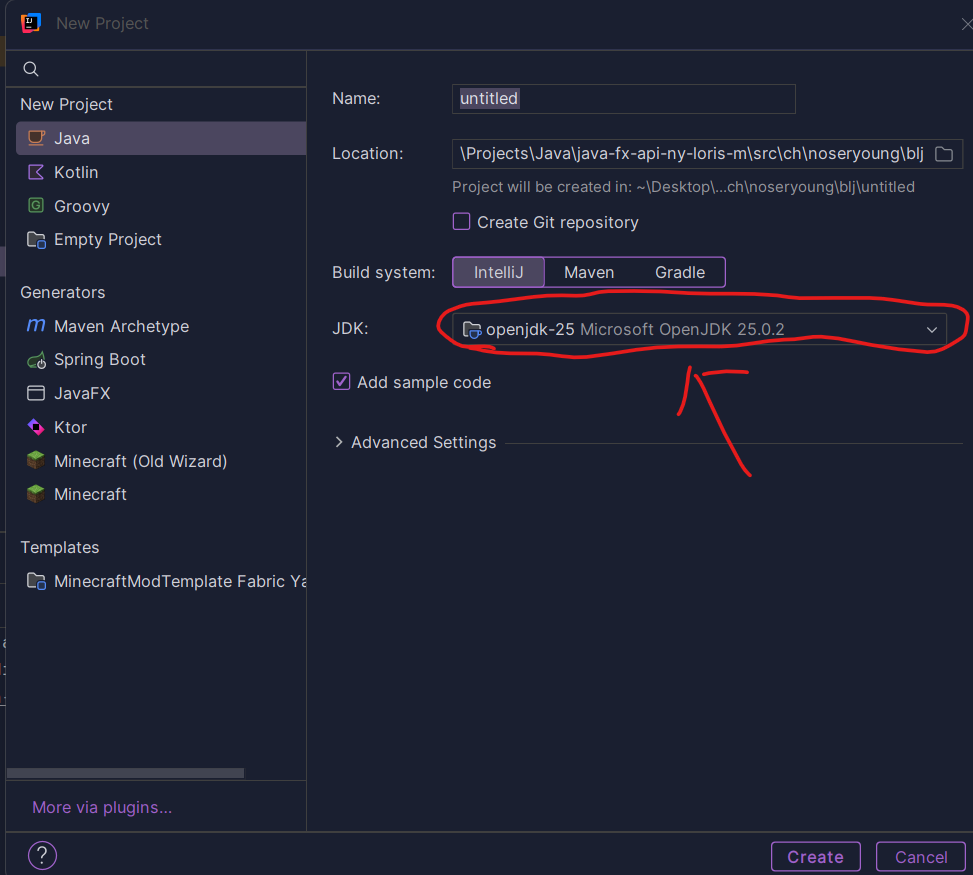 New Project
New Project
Java
Kotlin
Groovy
Empty Project
Generators
Maven Archetype
Spring Boot
JavaFX
Ktor
Minecraft (Old Wizard)
Minecraft
Templates
MinecraftModTemplate Fabric Ya
More via plugins...
Name: untitled
Location: \Projects\Java\java-fx-api-ny-loris-m\src\ch\noseryoung\blj
Project will be created in: ~\Desktop\...ch\noseryoung\blj\untitled
Create Git repository
Build system: IntelliJ Maven Gradle
JDK: openjdk-25 Microsoft OpenJDK 25.0.2
Add sample code
Advanced Settings
?
Create Cancel